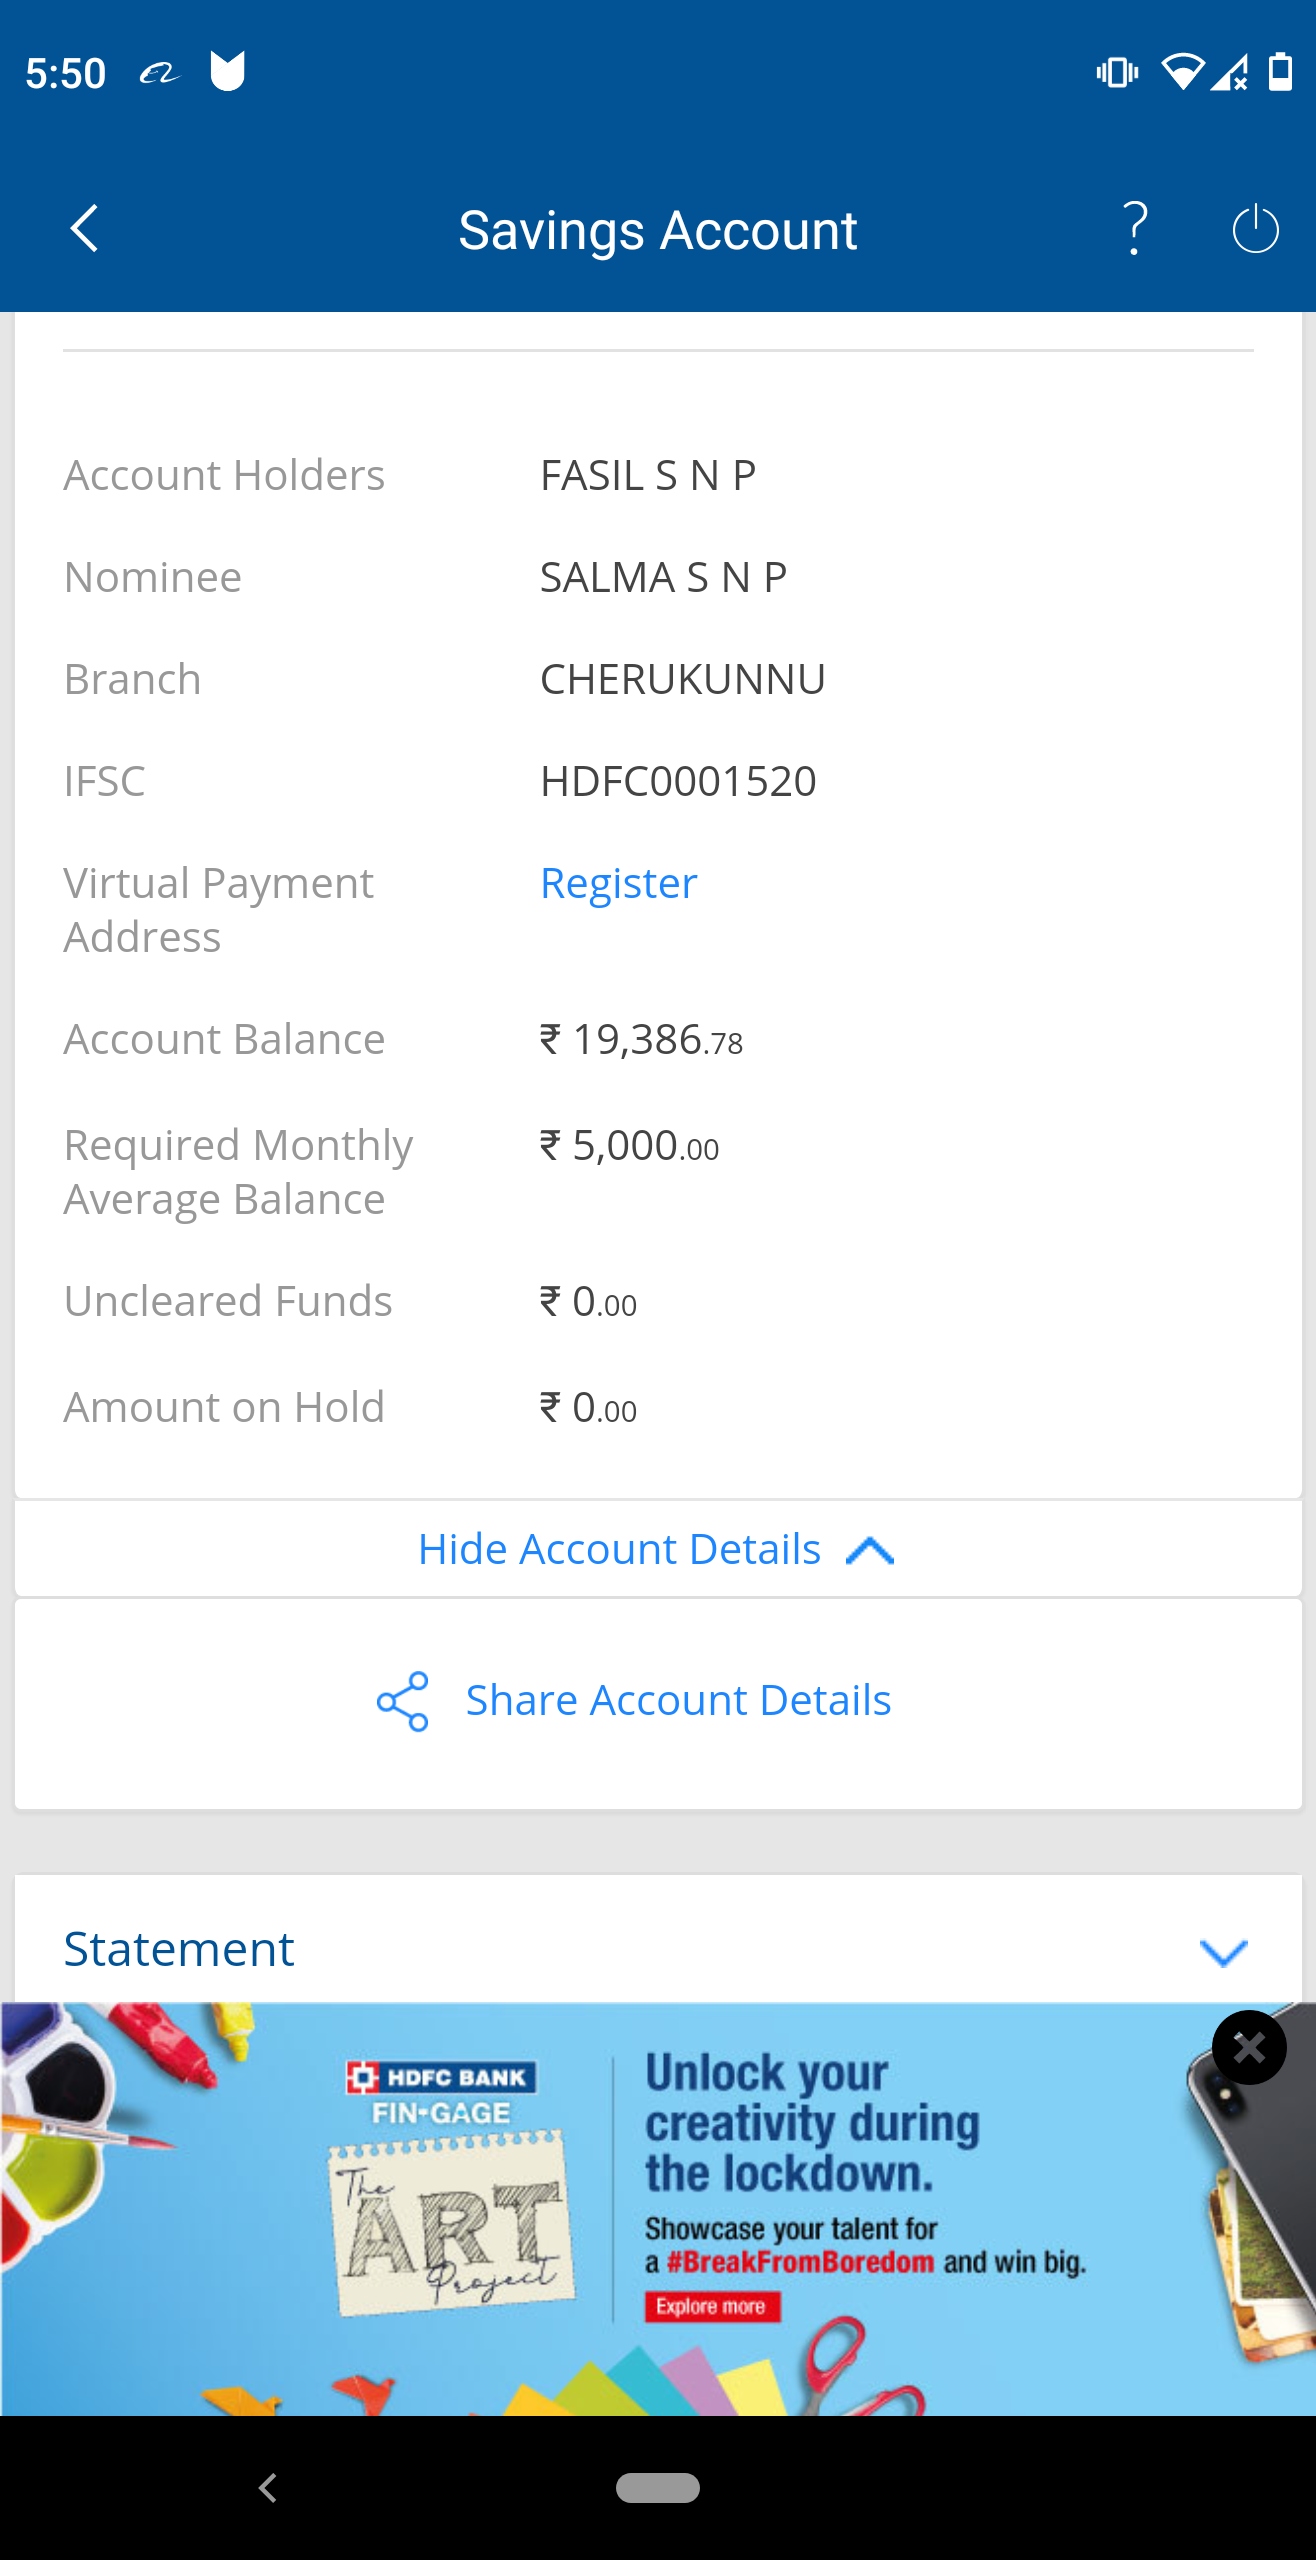 5:50
Savings Account
Account Holders FASIL S N P
Nominee SALMA S N P
Branch CHERUKUNNU
IFSC HDFC0001520
Virtual Payment Register
Address
Account Balance ₹ 19,386.78
Required Monthly ₹ 5,000.00
Average Balance
Uncleared Funds ₹ 0.00
Amount on Hold ₹ 0.00
Hide Account Details
Share Account Details
Statement
HDFC BANK
FIN-GAGE
The
ART
Project
Unlock your
creativity during
the lockdown.
Showcase your talent for
a #BreakFromBoredom and win big.
Explore more